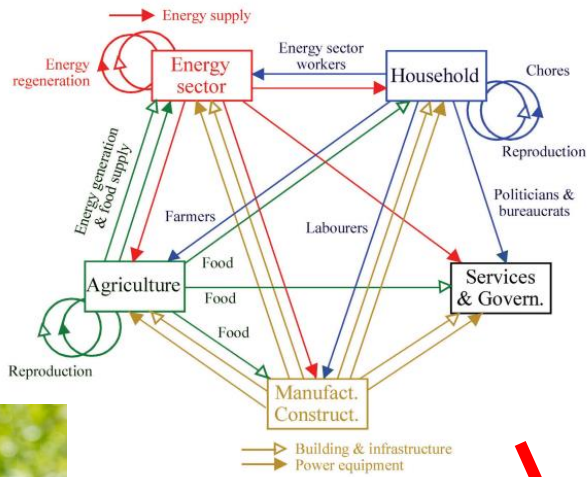 Energy supply
Energy
regeneration
Energy
sector
Energy sector
workers
Household
Chores
Reproduction
Energy generation
& food supply
Farmers
Labourers
Politicians &
bureaucrats
Agriculture
Food
Food
Food
Services
& Govern.
Reproduction
Manufact.
Construct.
Building & infrastructure
Power equipment